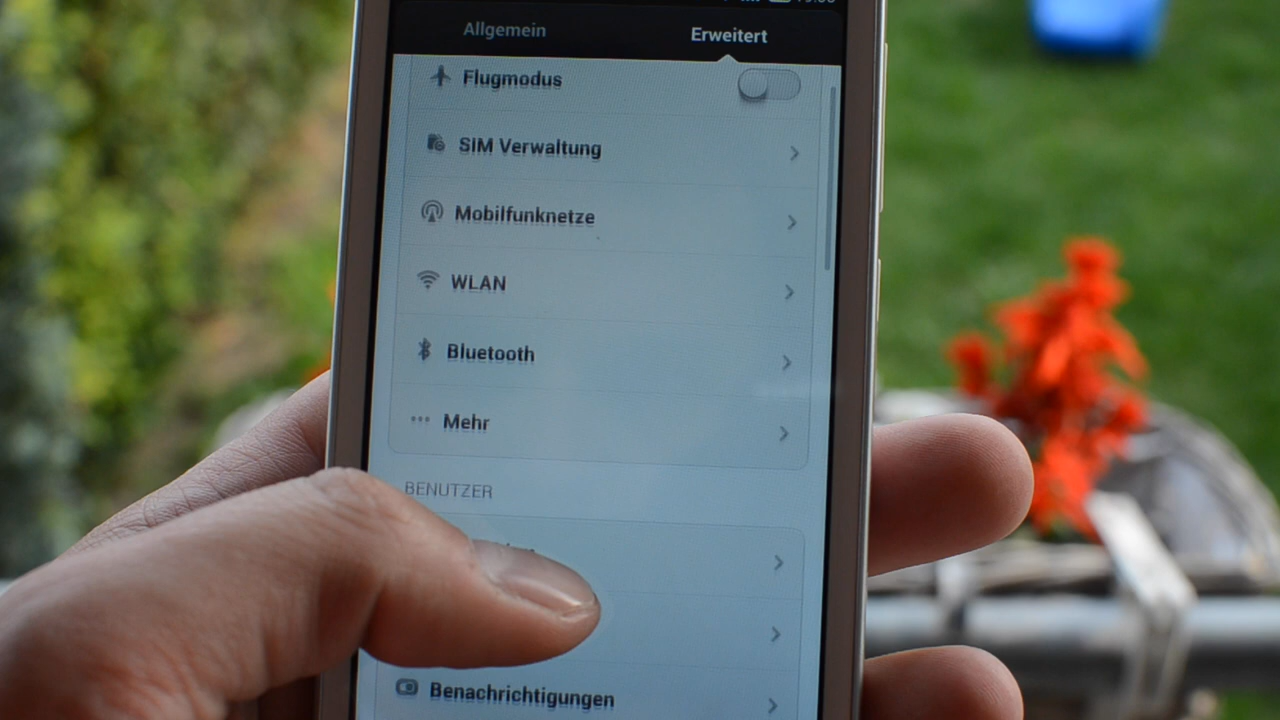 Allgemein
Erweitert
Flugmodus
SIM Verwaltung
Mobilfunknetze
WLAN
Bluetooth
Mehr
BENUTZER
Benachrichtigungen